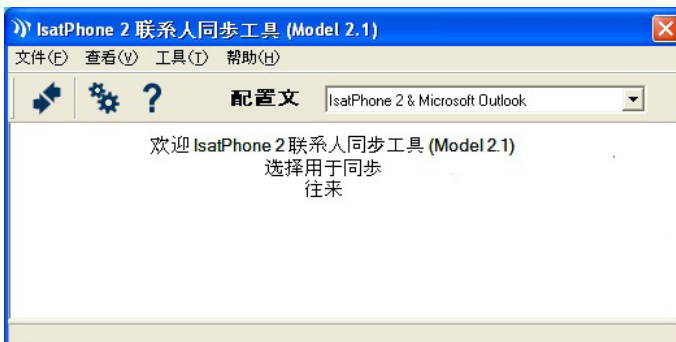 IsatPhone 2 联系人同步工具 (Model 2.1)
文件(F) 查看(V) 工具(T) 帮助(H)
? 配置文 IsatPhone 2 & Microsoft Outlook
欢迎 IsatPhone 2 联系人同步工具 (Model 2.1)
选择用于同步
往来